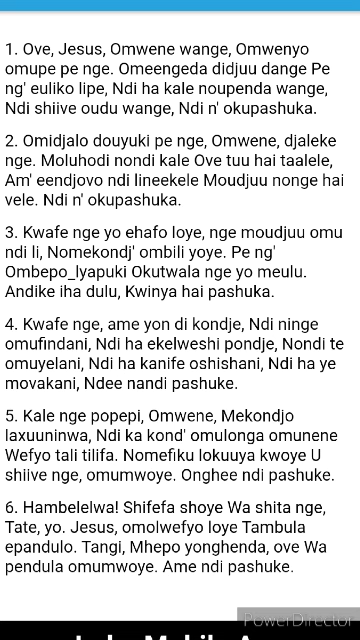 1. Ove, Jesus, Omwene wange, Omwenyo
omupe pe nge. Omeengeda didjuu dange Pe
ng' euliko lipe, Ndi ha kale noupenda wange,
Ndi shiive oudu wange, Ndi n' okupashuka.
2. Omidjalo douyuki pe nge, Omwene, djaleke
nge. Moluhodi nondi kale Ove tuu hai taalele,
Am' eendjovo ndi lineekele Moudjuu nonge hai
vele. Ndi n' okupashuka.
3. Kwafe nge yo ehafo loye, nge moudjuu omu
ndi li, Nomekondj' ombili yoye. Pe ng'
Ombepo_lyapuki Okutwala nge yo meulu.
Andike iha dulu, Kwinya hai pashuka.
4. Kwafe nge, ame yon di kondje, Ndi ninge
omufindani, Ndi ha ekelweshi pondje, Nondi te
omuyelani, Ndi ha kanife oshishani, Ndi ha ye
movakani, Ndee nandi pashuke.
5. Kale nge popepi, Omwene, Mekondjo
laxuuninwa, Ndi ka kond' omulonga omunene
Wefyo tali tilifa. Nomefiku lokuuya kwoye U
shiive nge, omumwoye. Onghee ndi pashuke.
6. Hambelelwa! Shifefa shoye Wa shita nge,
Tate, yo. Jesus, omolwefyo loye Tambula
epandulo. Tangi, Mhepo yonghenda, ove Wa
pendula omumwoye. Ame ndi pashuke.
PowerDirector